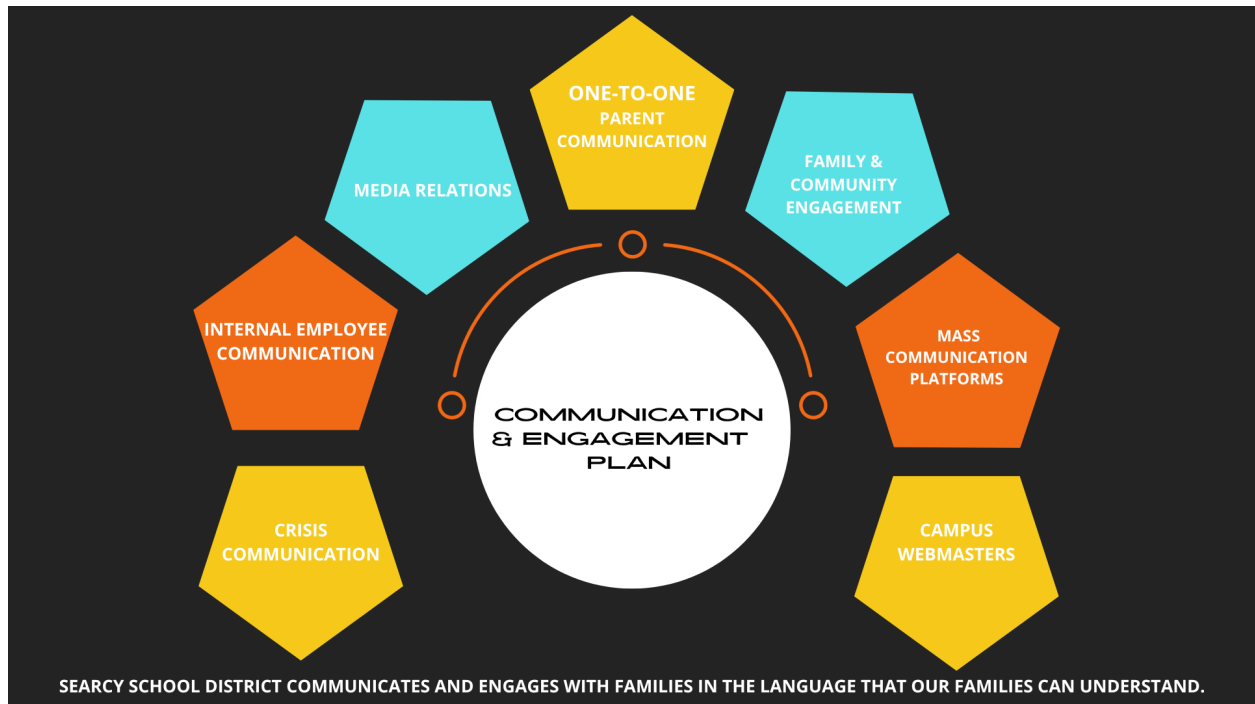 ONE-TO-ONE
PARENT
COMMUNICATION
MEDIA RELATIONS
FAMILY &
COMMUNITY
ENGAGEMENT
INTERNAL EMPLOYEE
COMMUNICATION
MASS
COMMUNICATION
PLATFORMS
COMMUNICATION
& ENGAGEMENT
PLAN
CRISIS
COMMUNICATION
CAMPUS
WEBMASTERS
SEARCY SCHOOL DISTRICT COMMUNICATES AND ENGAGES WITH FAMILIES IN THE LANGUAGE THAT OUR FAMILIES CAN UNDERSTAND.